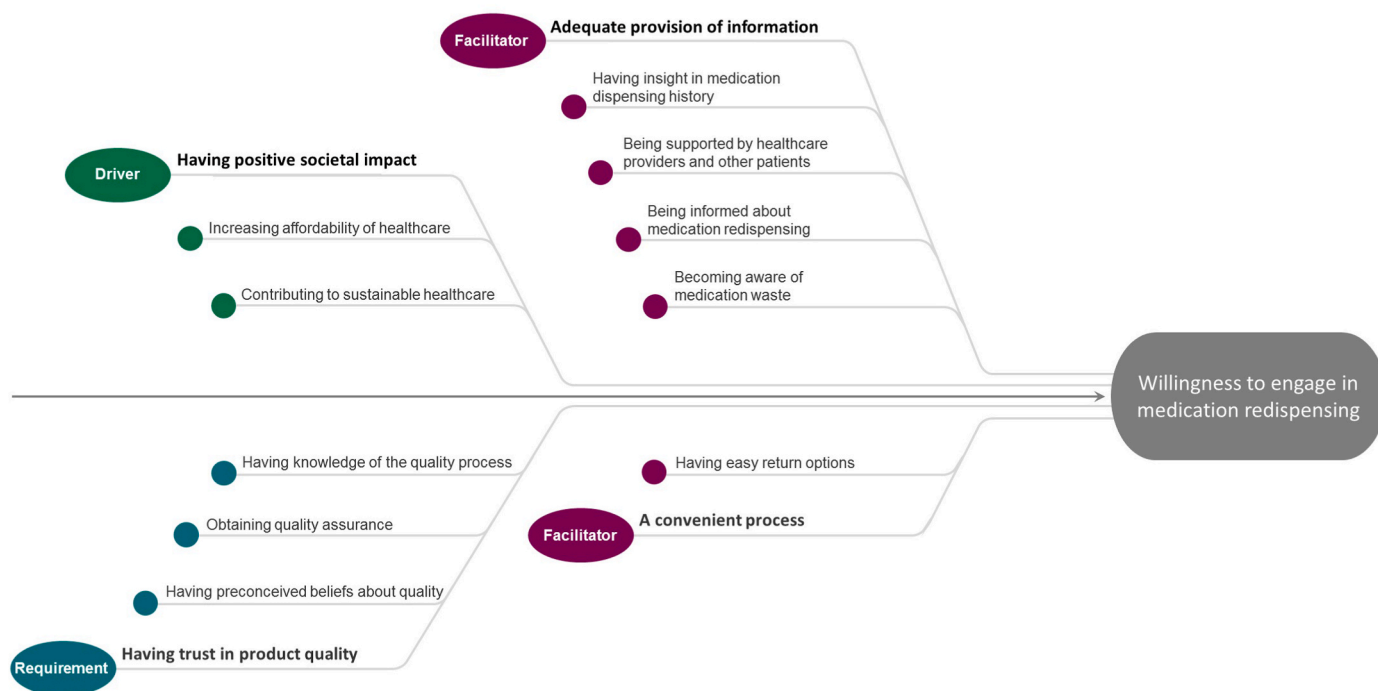 Facilitator
Adequate provision of information
Having insight in medication
dispensing history
Being supported by healthcare
providers and other patients
Being informed about
medication redispensing
Becoming aware of
medication waste
Driver
Having positive societal impact
Increasing affordability of healthcare
Contributing to sustainable healthcare
Willingness to engage in
medication redispensing
Having knowledge of the quality process
Obtaining quality assurance
Having preconceived beliefs about quality
Requirement
Having trust in product quality
Having easy return options
Facilitator
A convenient process